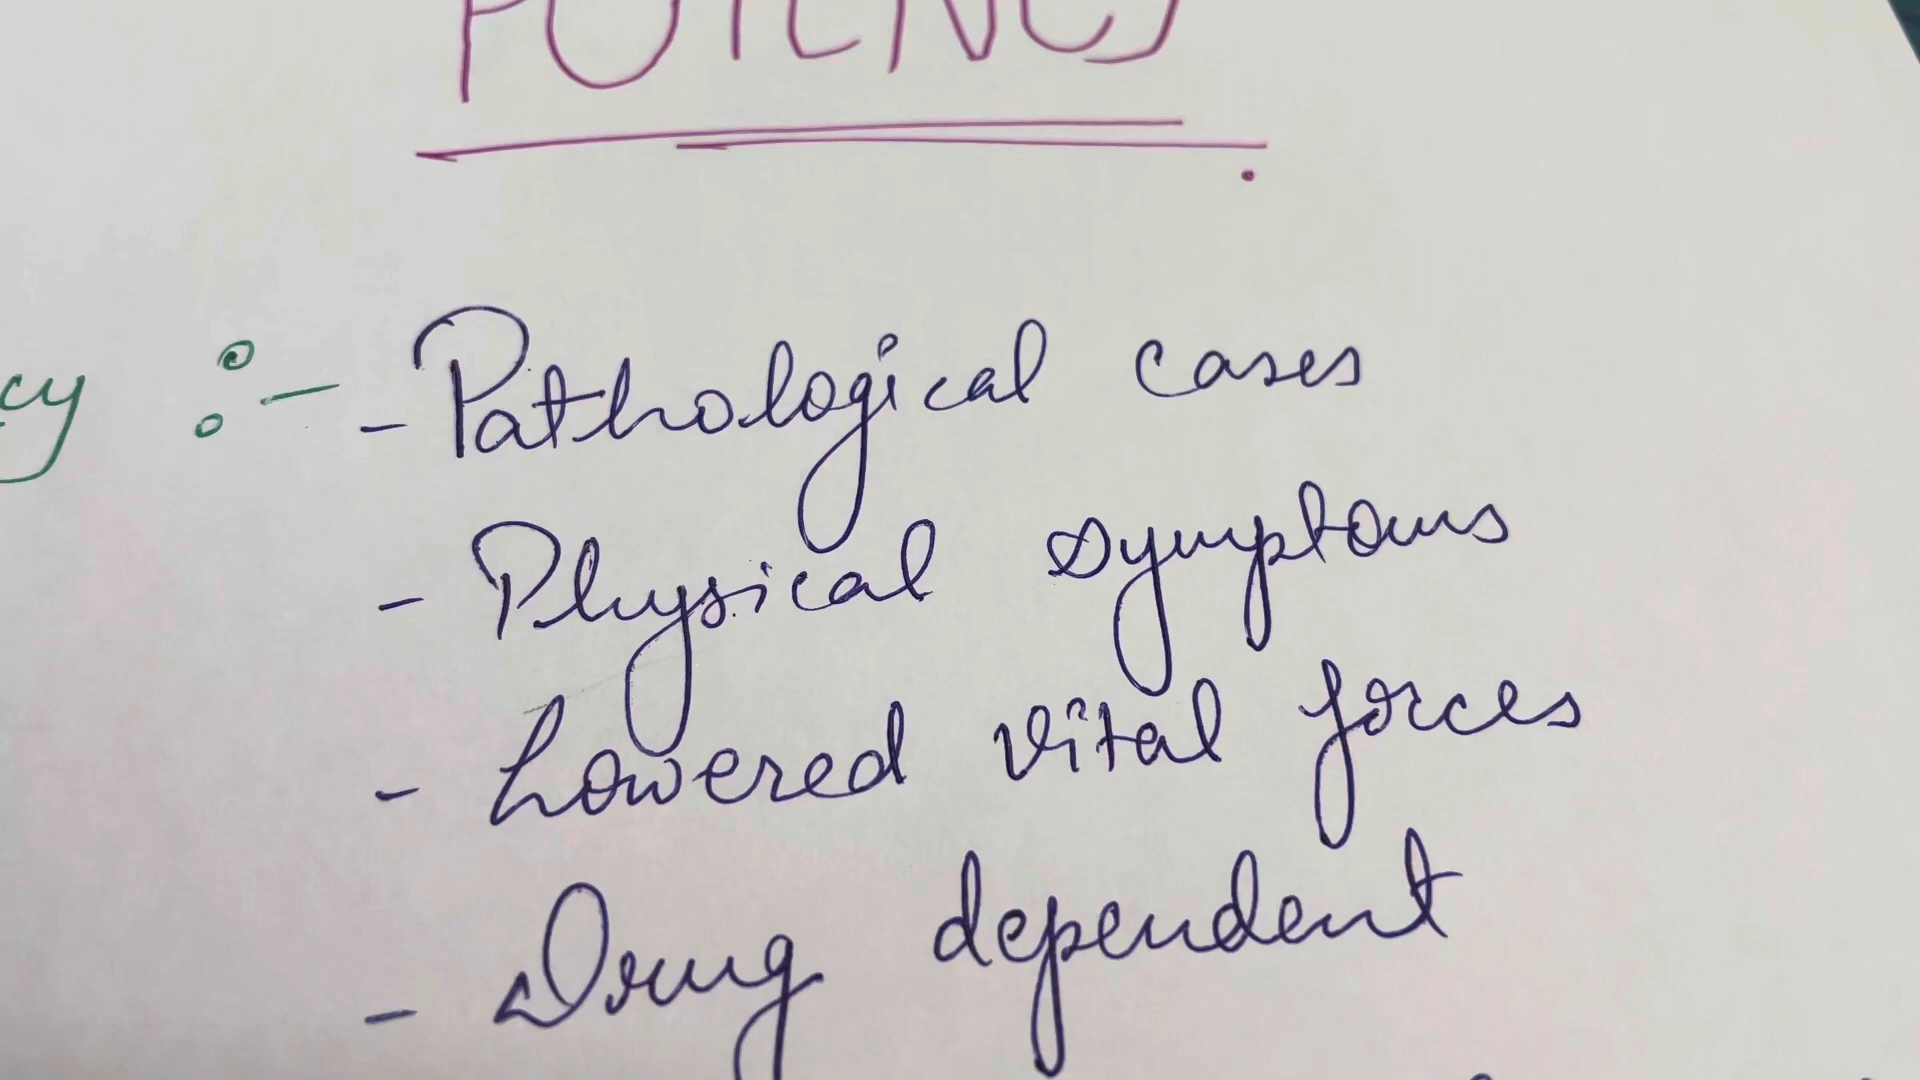 POTENCY
cy :- - Pathological cases
- Physical symptoms
- Lowered vital forces
- Drug dependent